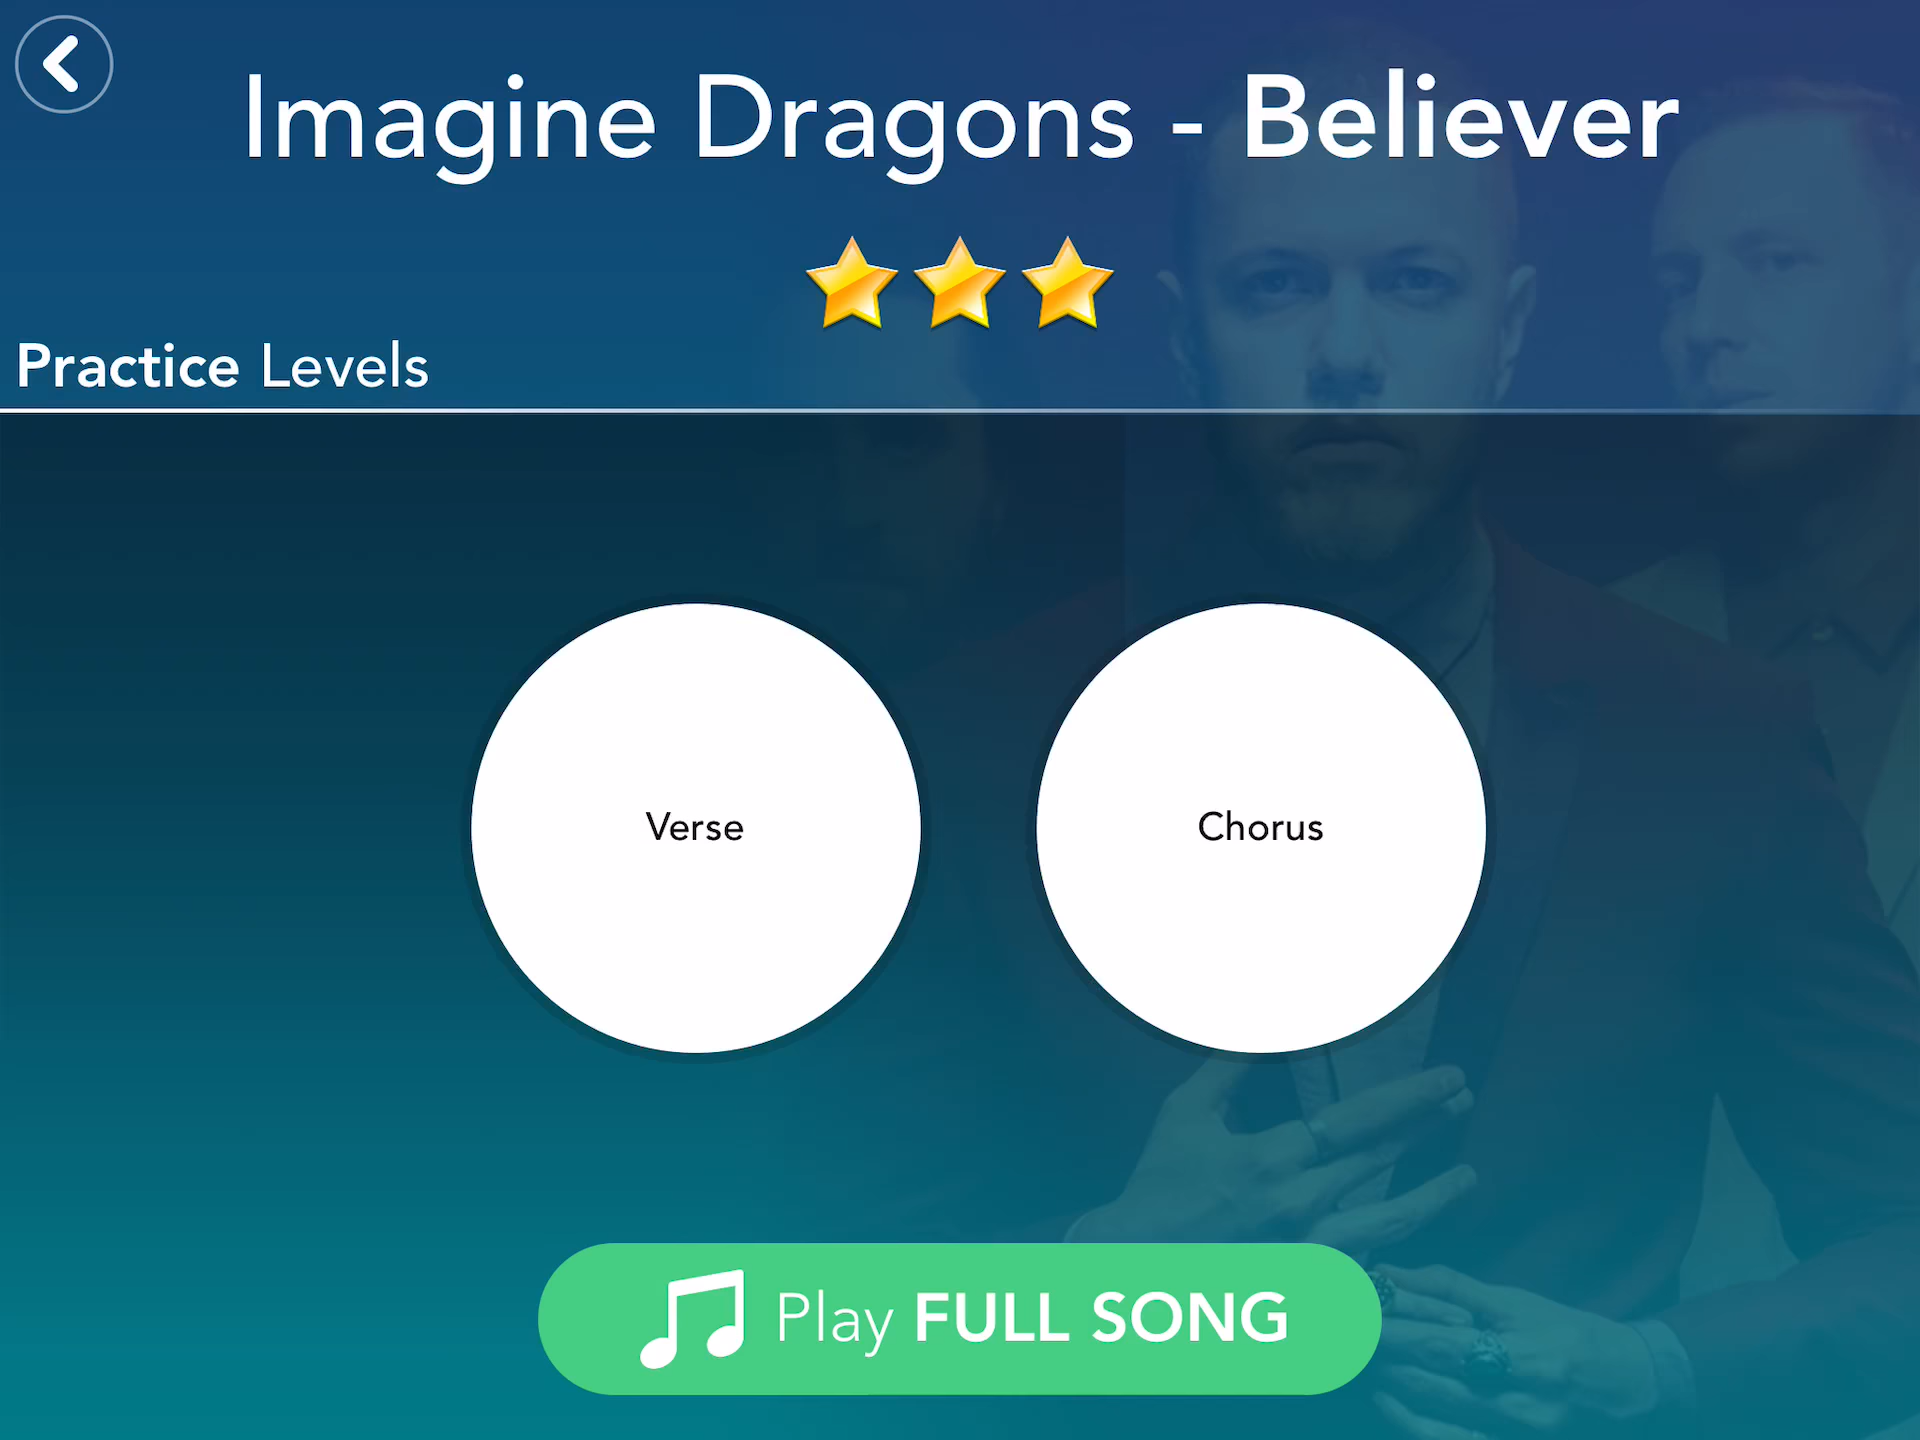 Imagine Dragons - Believer
Practice Levels
Verse
Chorus
Play FULL SONG